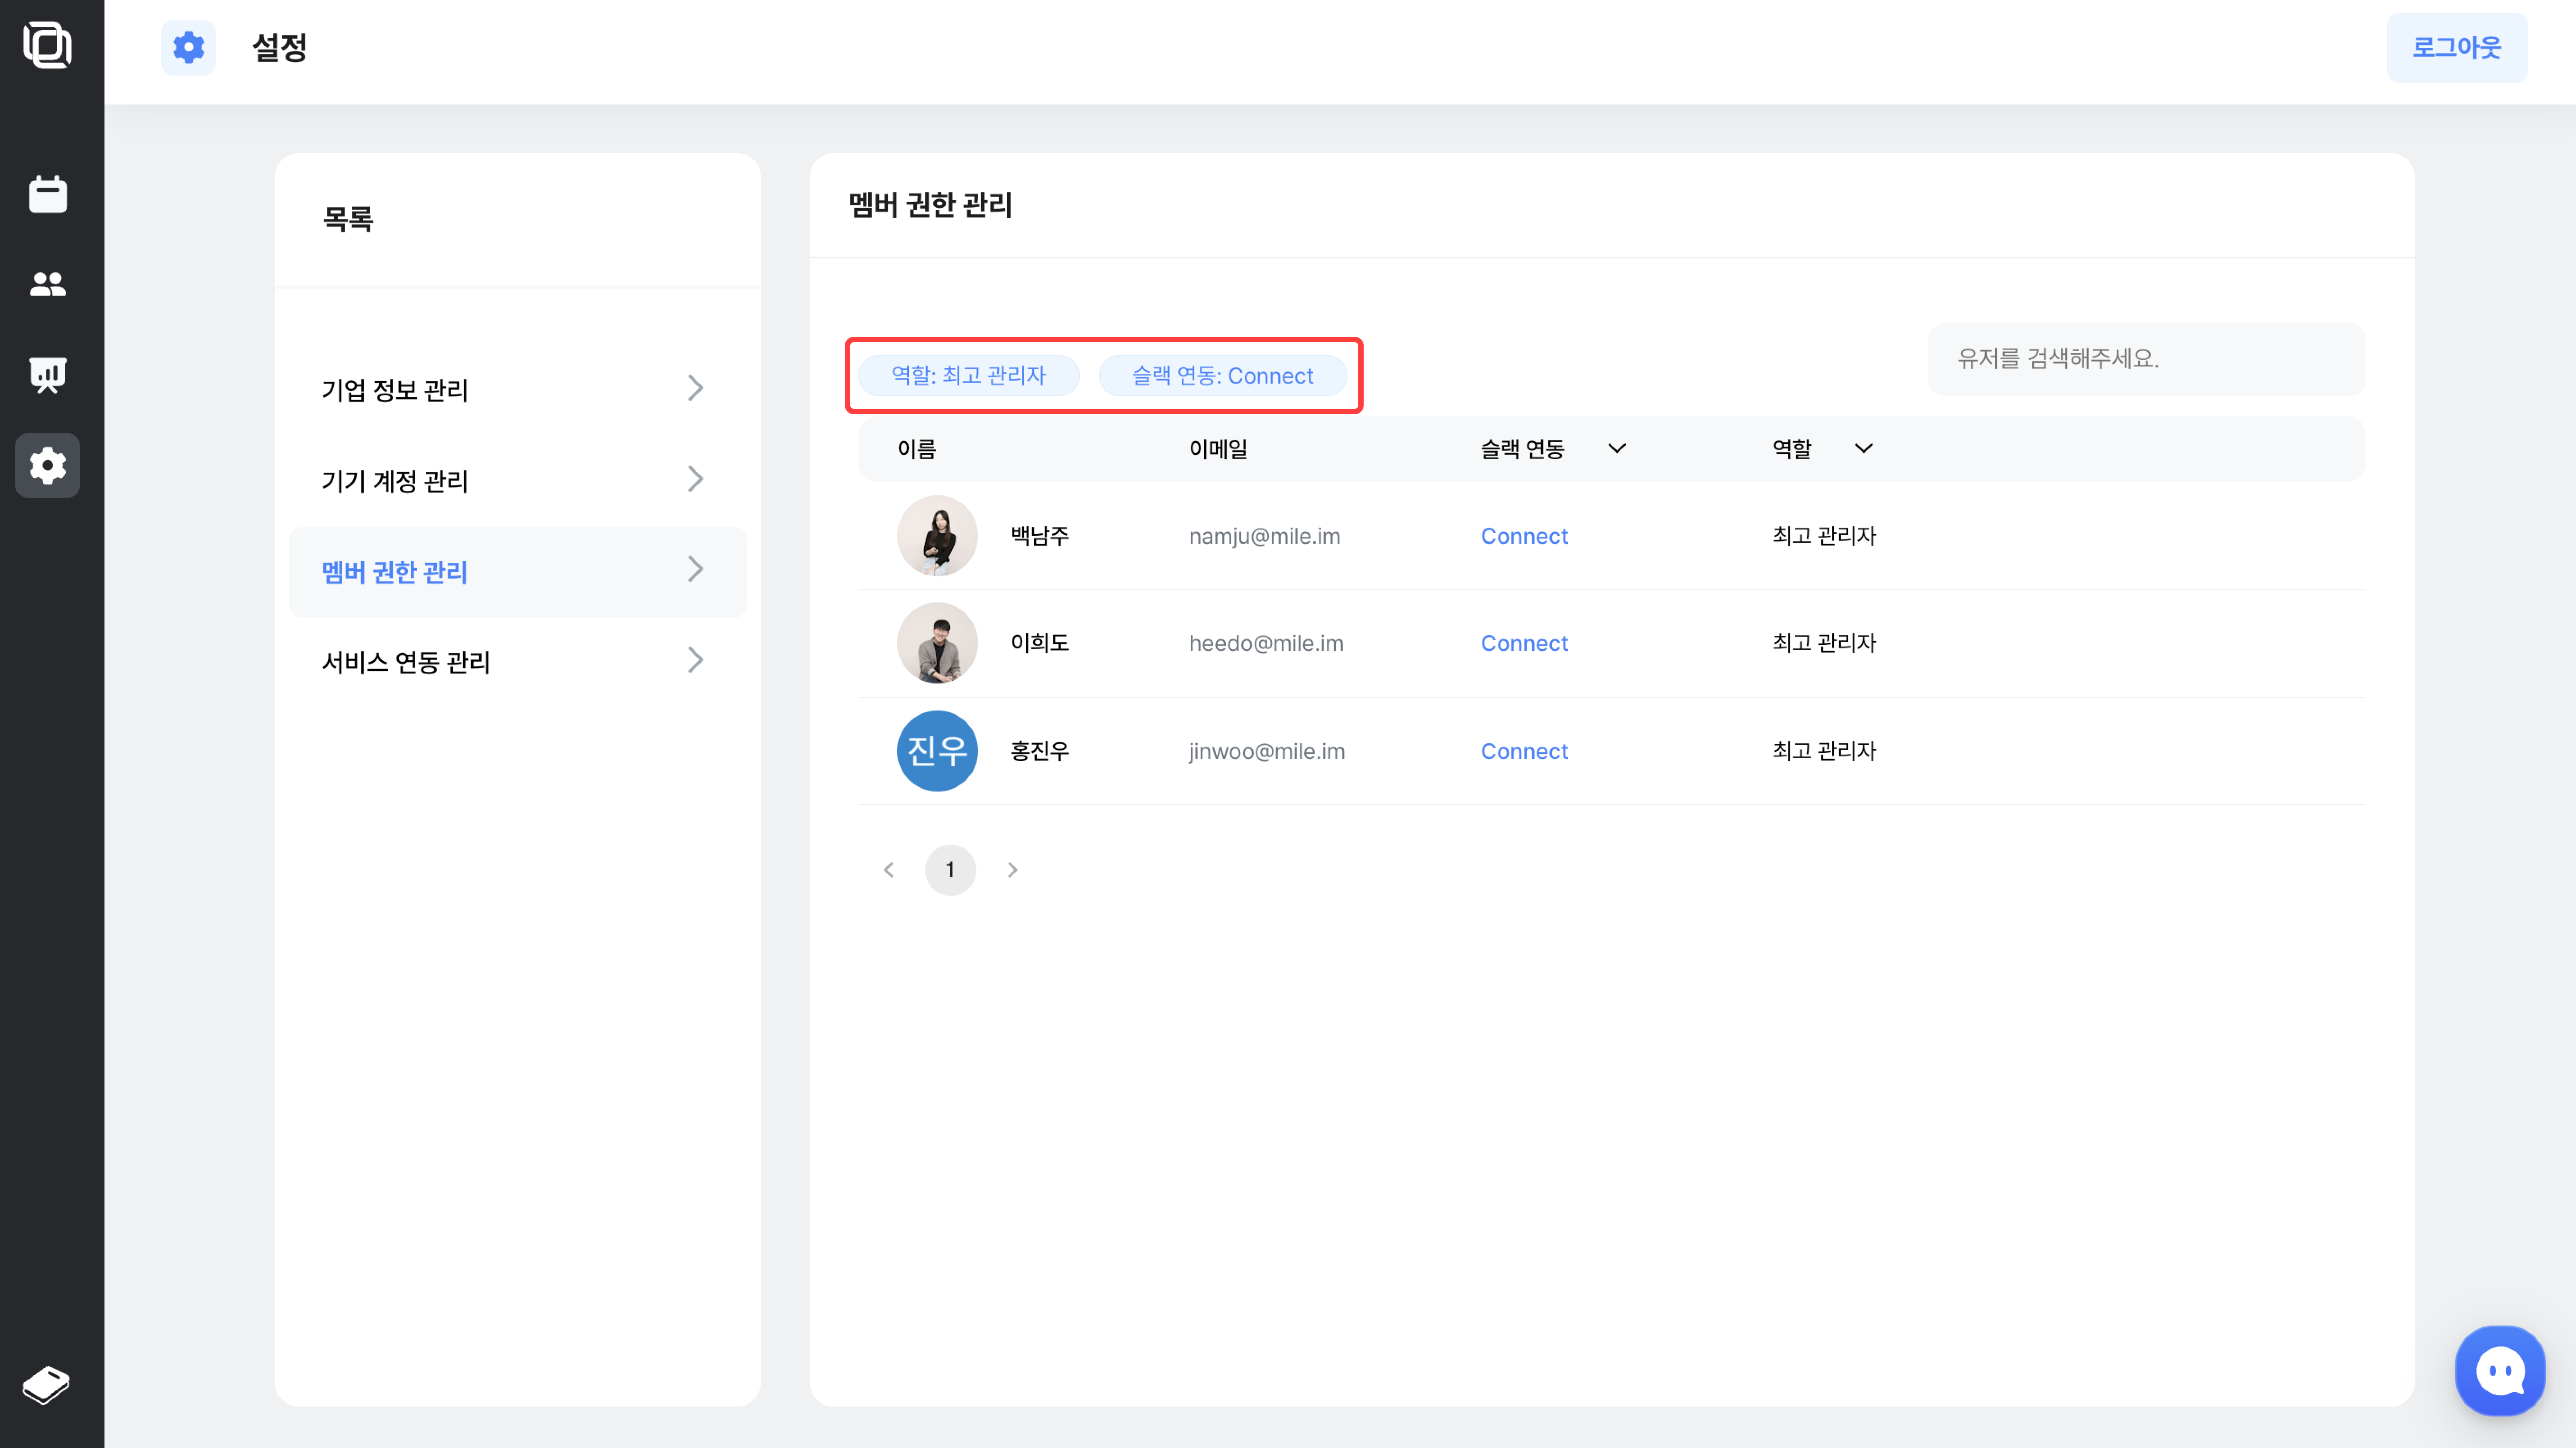 설정
로그아웃
목록
기업 정보 관리
기기 계정 관리
멤버 권한 관리
서비스 연동 관리
멤버 권한 관리
역할: 최고 관리자 슬랙 연동: Connect
유저를 검색해주세요.
이름 이메일 슬랙 연동 역할
백남주 namju@mile.im Connect 최고 관리자
이희도 heedo@mile.im Connect 최고 관리자
진우 홍진우 jinwoo@mile.im Connect 최고 관리자
1